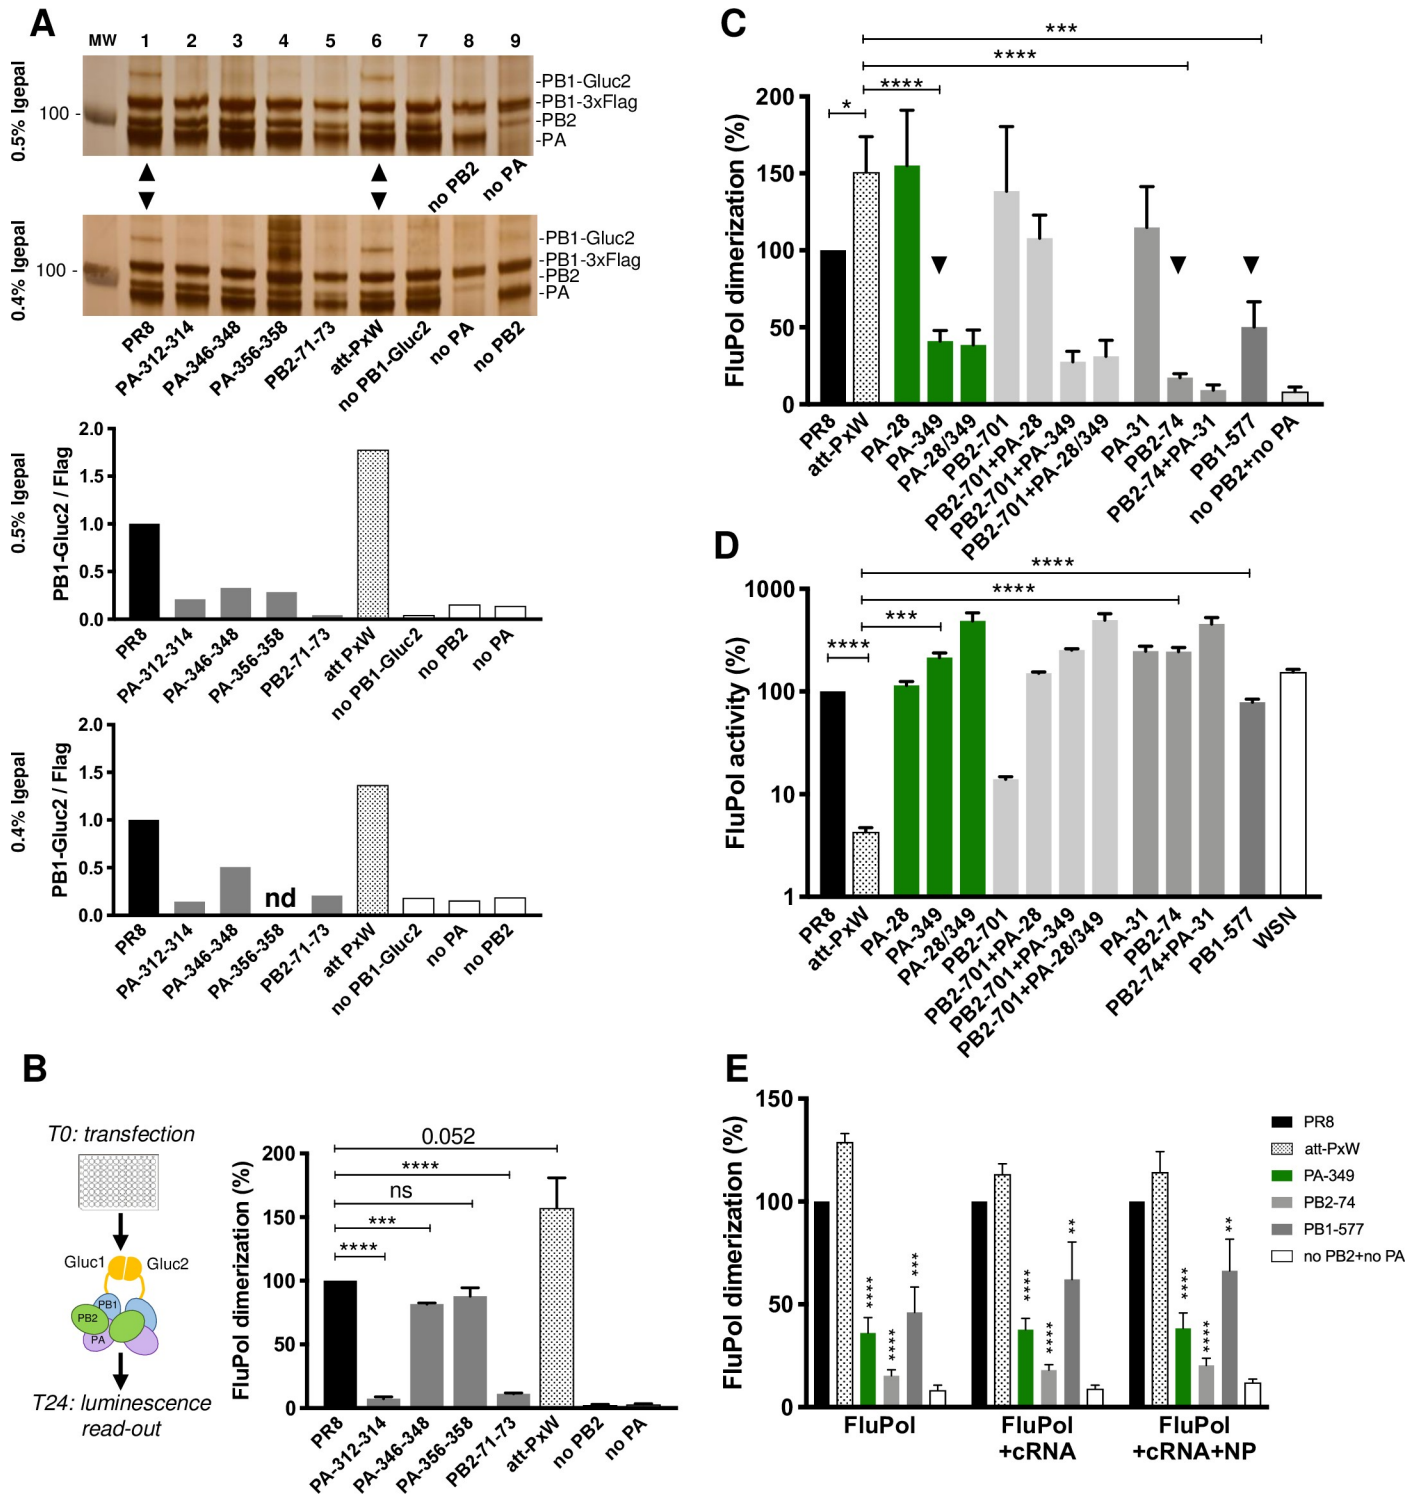 A
MW 1 2 3 4 5 6 7 8 9
0.5% Igepal
100 -
-PB1-Gluc2
-PB1-3xFlag
-PB2
-PA
no PB2
no PA
0.4% Igepal
100 -
-PB1-Gluc2
-PB1-3xFlag
-PB2
-PA
PR8
PA-312-314
PA-346-348
PA-356-358
PB2-71-73
att-PxW
no PB1-Gluc2
no PA
no PB2
0.5% Igepal
PB1-Gluc2 / Flag
2.0
1.5
1.0
0.5
0.0
PR8
PA-312-314
PA-346-348
PA-356-358
PB2-71-73
att PxW
no PB1-Gluc2
no PB2
no PA
0.4% Igepal
PB1-Gluc2 / Flag
2.0
1.5
1.0
0.5
0.0
nd
PR8
PA-312-314
PA-346-348
PA-356-358
PB2-71-73
att PxW
no PB1-Gluc2
no PA
no PB2
B
T0: transfection
Gluc1
Gluc2
PB1
PB2
PA
T24: luminescence
read-out
FluPol dimerization (%)
200
150
100
50
0
0.052
****
ns
***
****
PR8
PA-312-314
PA-346-348
PA-356-358
PB2-71-73
att-PxW
no PB2
no PA
C
FluPol dimerization (%)
200
150
100
50
0
***
****
****
*
PR8
att-PxW
PA-28
PA-349
PA-28/349
PB2-701
PB2-701+PA-28
PB2-701+PA-349
PB2-701+PA-28/349
PA-31
PB2-74
PB2-74+PA-31
PB1-577
no PB2+no PA
D
FluPol activity (%)
1000
100
10
1
****
****
***
****
PR8
att-PxW
PA-28
PA-349
PA-28/349
PB2-701
PB2-701+PA-28
PB2-701+PA-349
PB2-701+PA-28/349
PA-31
PB2-74
PB2-74+PA-31
PB1-577
WSN
E
FluPol dimerization (%)
150
100
50
0
****
****
***
****
****
**
****
****
**
FluPol
FluPol
+cRNA
FluPol
+cRNA+NP
PR8
att-PxW
PA-349
PB2-74
PB1-577
no PB2+no PA